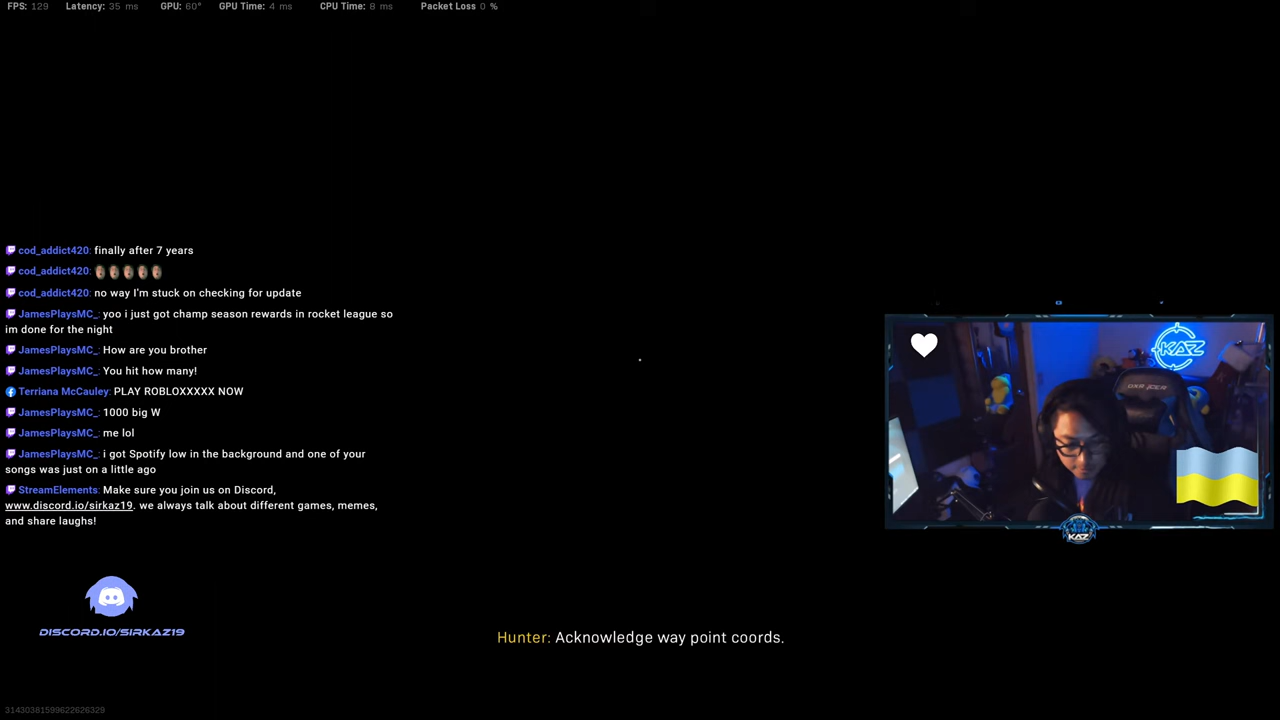 FPS: 129 Latency: 35 ms GPU: 60° GPU Time: 4 ms CPU Time: 8 ms Packet Loss 0 %
cod_addict420: finally after 7 years
cod_addict420:
cod_addict420: no way I'm stuck on checking for update
JamesPlaysMC_: yoo i just got champ season rewards in rocket league so
im done for the night
JamesPlaysMC_: How are you brother
JamesPlaysMC_: You hit how many!
Terriana McCauley: PLAY ROBLOXXXXX NOW
JamesPlaysMC_: 1000 big W
JamesPlaysMC_: me lol
JamesPlaysMC_: i got Spotify low in the background and one of your
songs was just on a little ago
StreamElements: Make sure you join us on Discord,
www.discord.io/sirkaz19. we always talk about different games, memes,
and share laughs!
KAZ
KAZ
DISCORD.IO/SIRKAZ19
Hunter: Acknowledge way point coords.
31430381599622626329